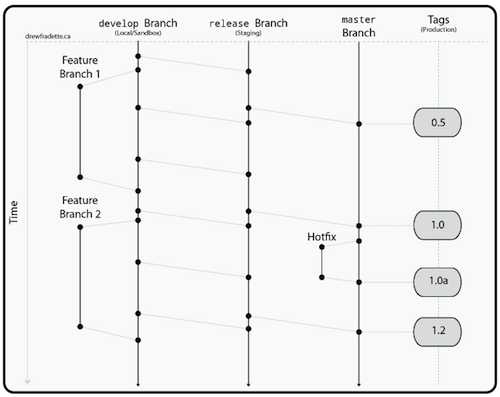 develop Branch
(Local/Sandbox)
release Branch
(Staging)
master
Branch
Tags
(Production)
drewfradette.ca
Feature
Branch 1
0.5
Feature
Branch 2
Time
1.0
Hotfix
1.0a
1.2